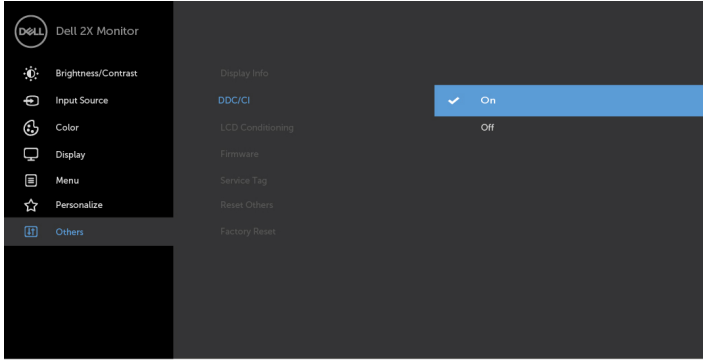 DELL
Dell 2X Monitor
Brightness/Contrast
Input Source
Color
Display
Menu
Personalize
Others
Display Info
DDC/CI
LCD Conditioning
Firmware
Service Tag
Reset Others
Factory Reset
On
Off